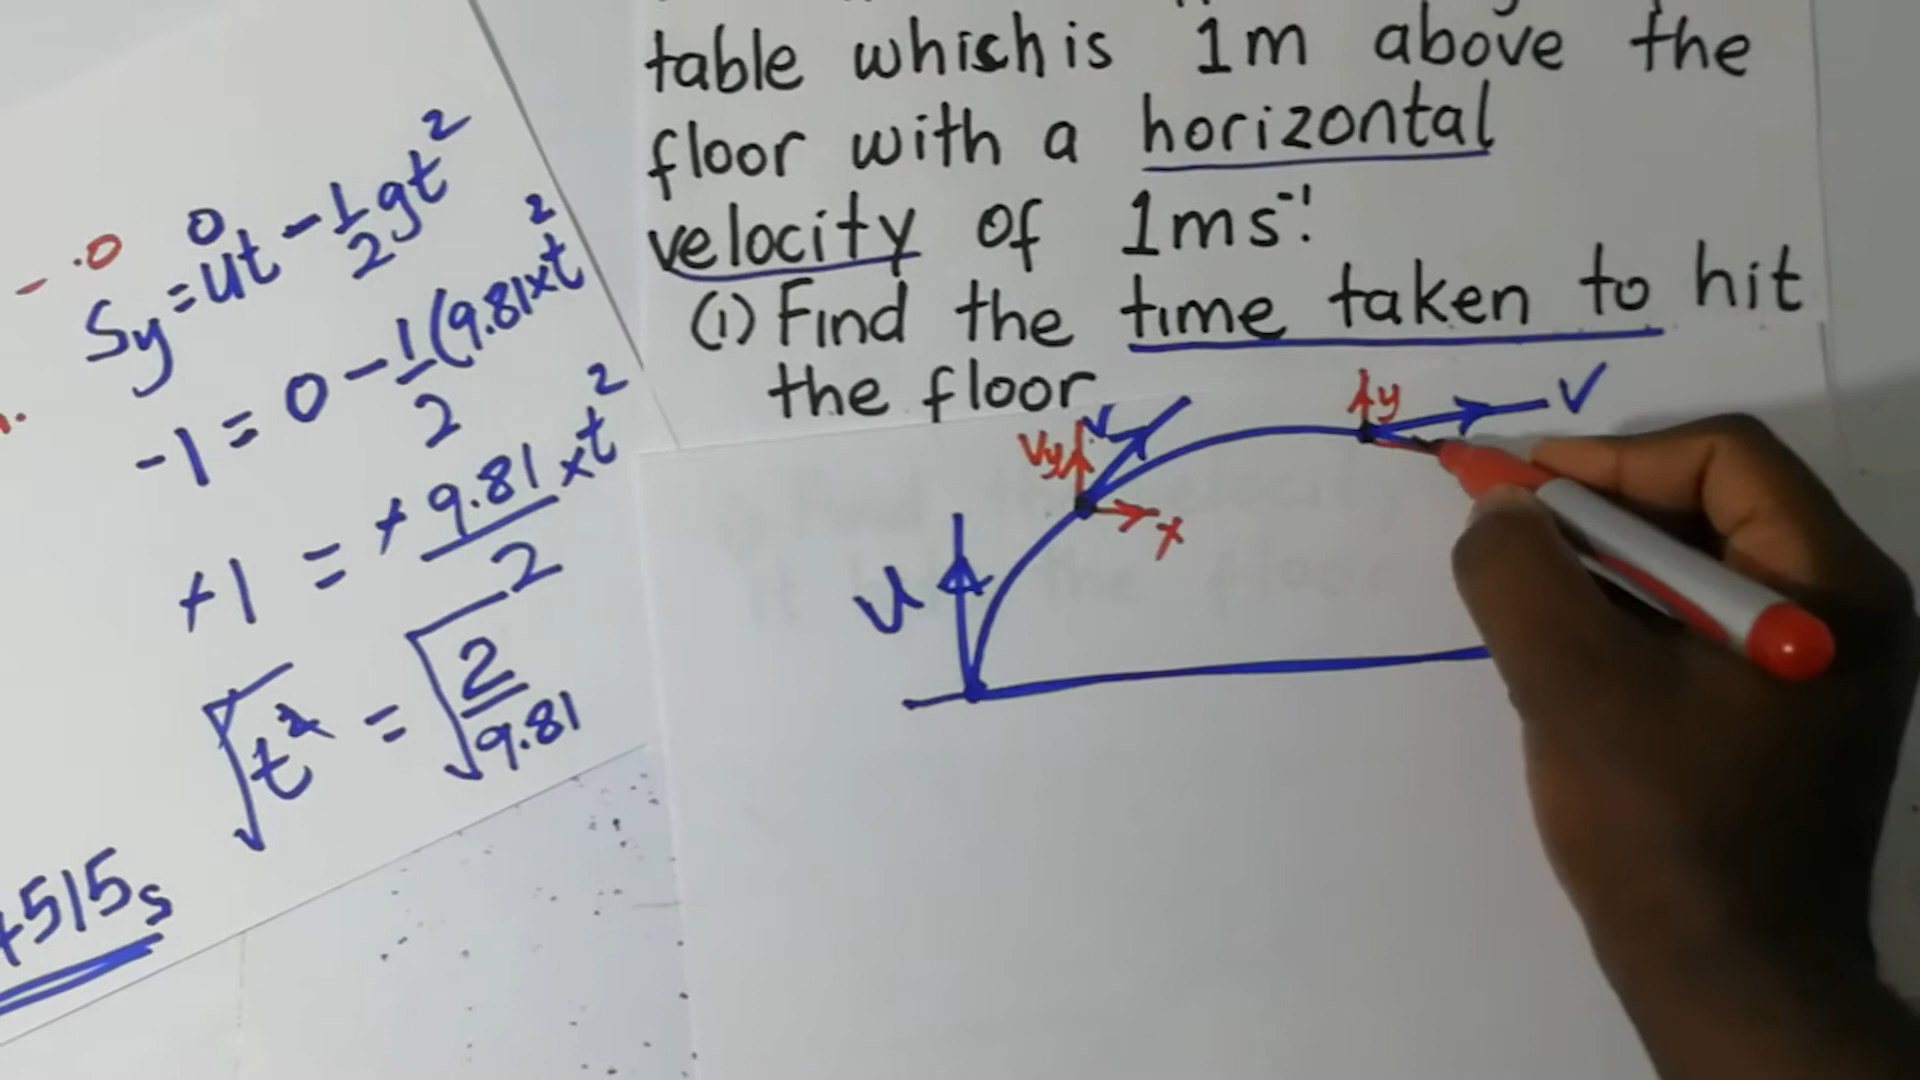 - .0
Sy = ut - 1/2 gt²
0
-1 = 0 - 1/2 (9.81 x t²
+1 = + 9.81/2 x t²
√t² = √2/9.81
515s
table which is 1m above the
floor with a horizontal
velocity of 1ms⁻¹.
(i) Find the time taken to hit
the floor
Vy
V
x
y
V
U